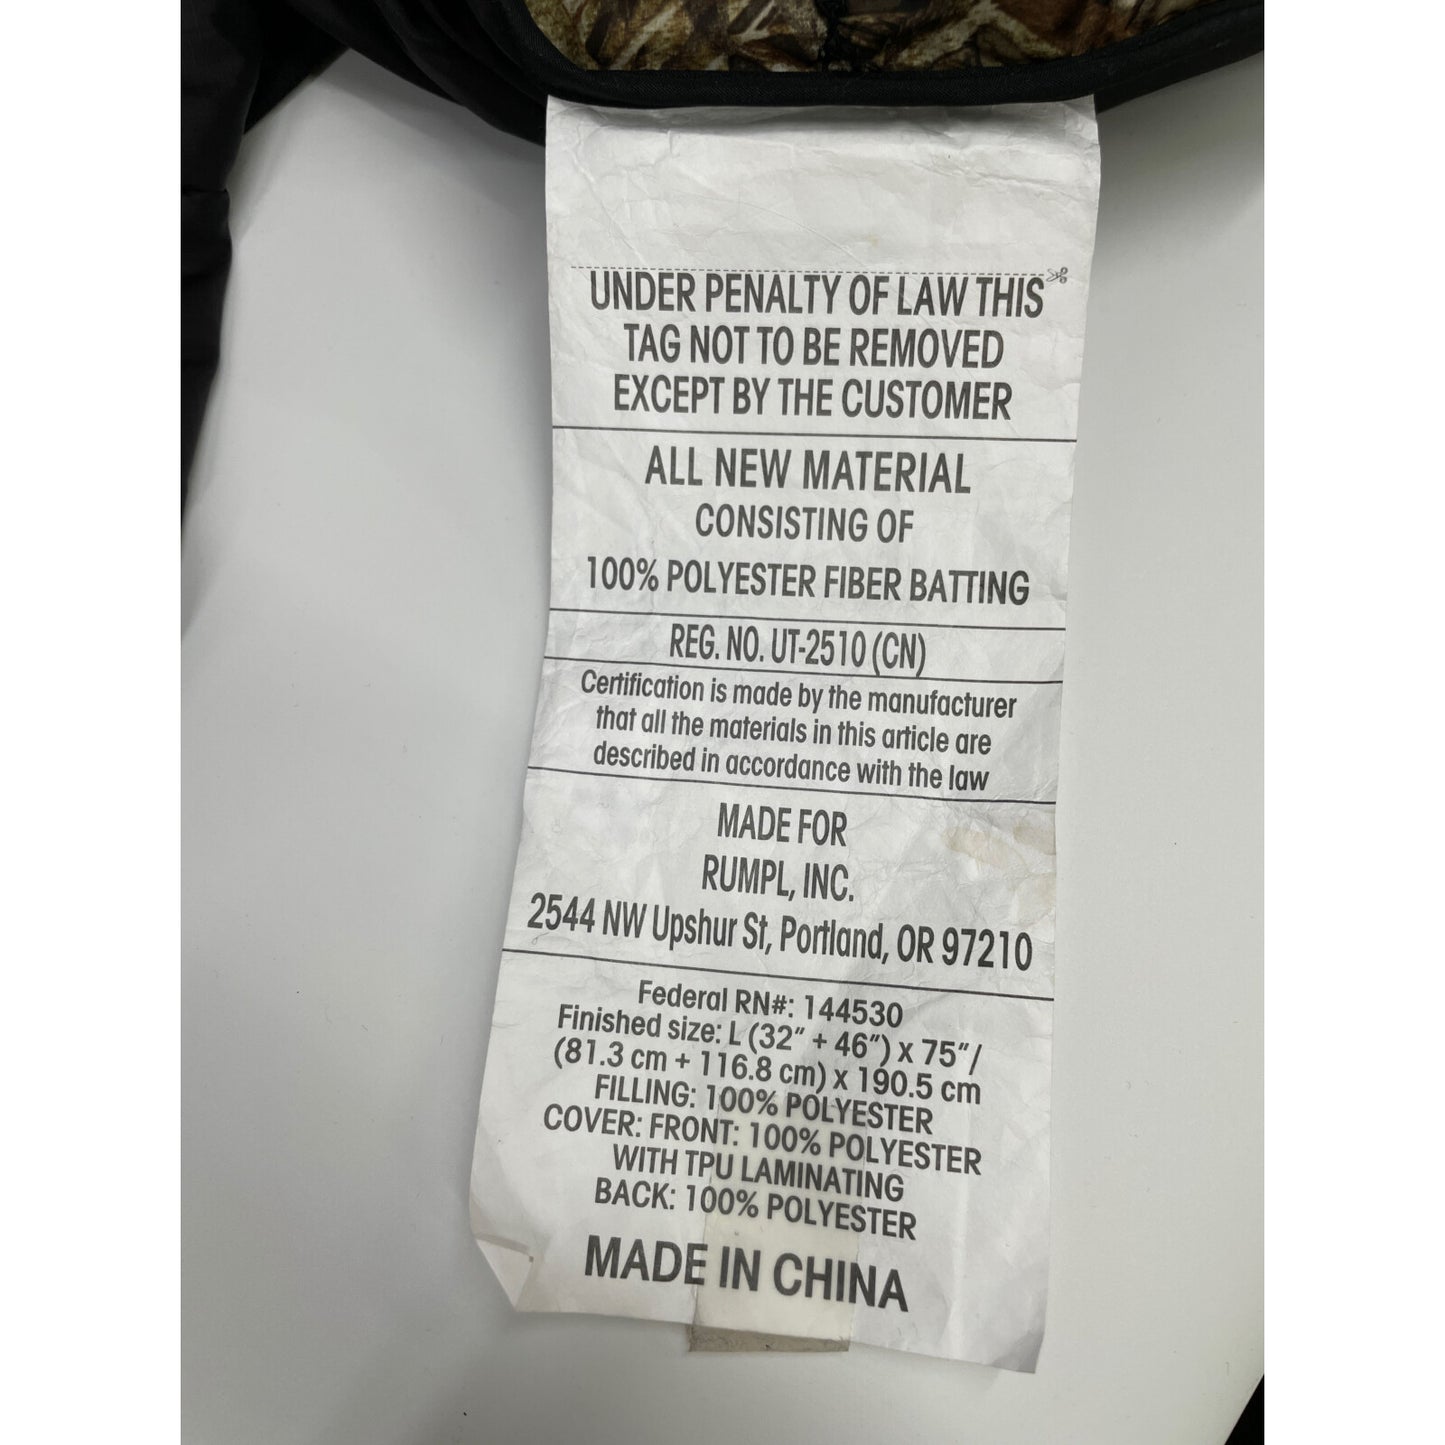 UNDER PENALTY OF LAW THIS
TAG NOT TO BE REMOVED
EXCEPT BY THE CUSTOMER
ALL NEW MATERIAL
CONSISTING OF
100% POLYESTER FIBER BATTING
REG. NO. UT-2510 (CN)
Certification is made by the manufacturer
that all the materials in this article are
described in accordance with the law
MADE FOR
RUMPL, INC.
2544 NW Upshur St, Portland, OR 97210
Federal RN#: 144530
Finished size: L (32” + 46”) x 75”/
(81.3 cm + 116.8 cm) x 190.5 cm
FILLING: 100% POLYESTER
COVER: FRONT: 100% POLYESTER
WITH TPU LAMINATING
BACK: 100% POLYESTER
MADE IN CHINA